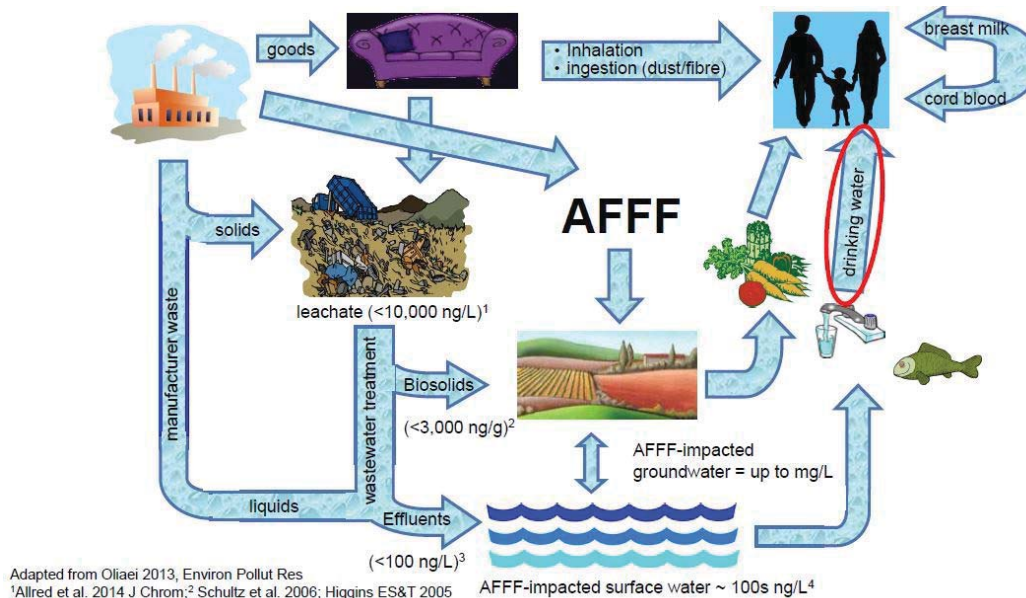 goods
• Inhalation
• ingestion (dust/fibre)
breast milk
cord blood
AFFF
solids
drinking water
leachate (<10,000 ng/L)¹
manufacturer waste
wastewater treatment
Biosolids
(<3,000 ng/g)²
AFFF-impacted
groundwater = up to mg/L
liquids
Effluents
(<100 ng/L)³
AFFF-impacted surface water ~ 100s ng/L⁴
Adapted from Oliaei 2013, Environ Pollut Res
¹Allred et al. 2014 J Chrom;² Schultz et al. 2006; Higgins ES&T 2005